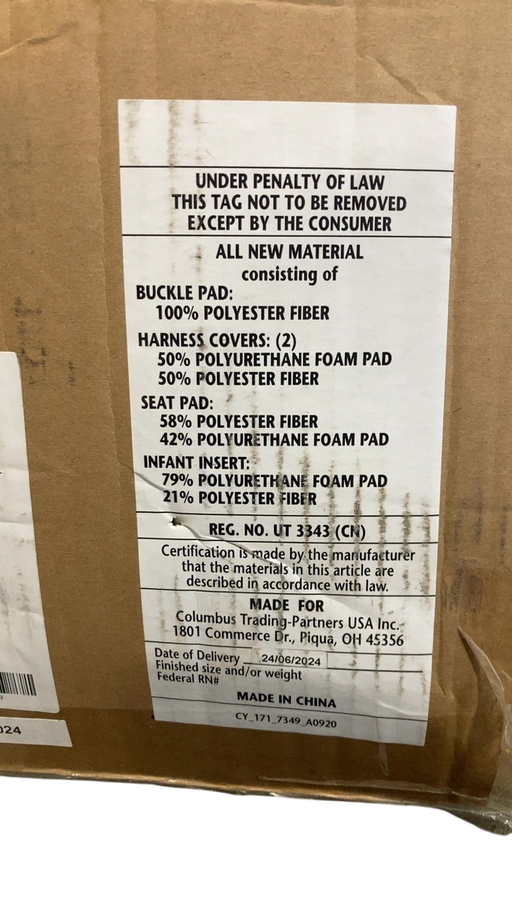 UNDER PENALTY OF LAW
THIS TAG NOT TO BE REMOVED
EXCEPT BY THE CONSUMER
ALL NEW MATERIAL
consisting of
BUCKLE PAD:
100% POLYESTER FIBER
HARNESS COVERS: (2)
50% POLYURETHANE FOAM PAD
50% POLYESTER FIBER
SEAT PAD:
58% POLYESTER FIBER
42% POLYURETHANE FOAM PAD
INFANT INSERT:
79% POLYURETHANE FOAM PAD
21% POLYESTER FIBER
REG. NO. UT 3343 (CN)
Certification is made by the manufacturer
that the materials in this article are
described in accordance with law.
MADE FOR
Columbus Trading-Partners USA Inc.
1801 Commerce Dr., Piqua, OH 45356
Date of Delivery 24/06/2024
Finished size and/or weight
Federal RN#
MADE IN CHINA
CY_171_7349_A0920
024